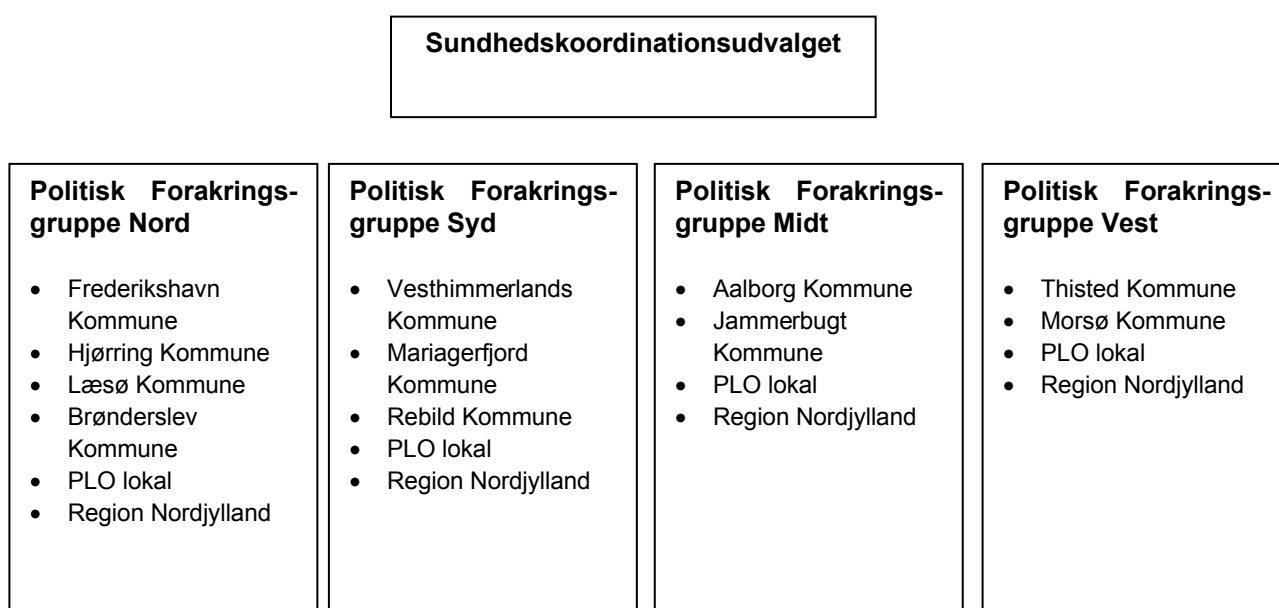 Sundhedskoordinationsudvalget
Politisk Forakrings-
gruppe Nord
• Frederikshavn
Kommune
• Hjørring Kommune
• Læsø Kommune
• Brønderslev
Kommune
• PLO lokal
• Region Nordjylland
Politisk Forakrings-
gruppe Syd
• Vesthimmerlands
Kommune
• Mariagerfjord
Kommune
• Rebild Kommune
• PLO lokal
• Region Nordjylland
Politisk Forakrings-
gruppe Midt
• Aalborg Kommune
• Jammerbugt
Kommune
• PLO lokal
• Region Nordjylland
Politisk Forakrings-
gruppe Vest
• Thisted Kommune
• Morsø Kommune
• PLO lokal
• Region Nordjylland